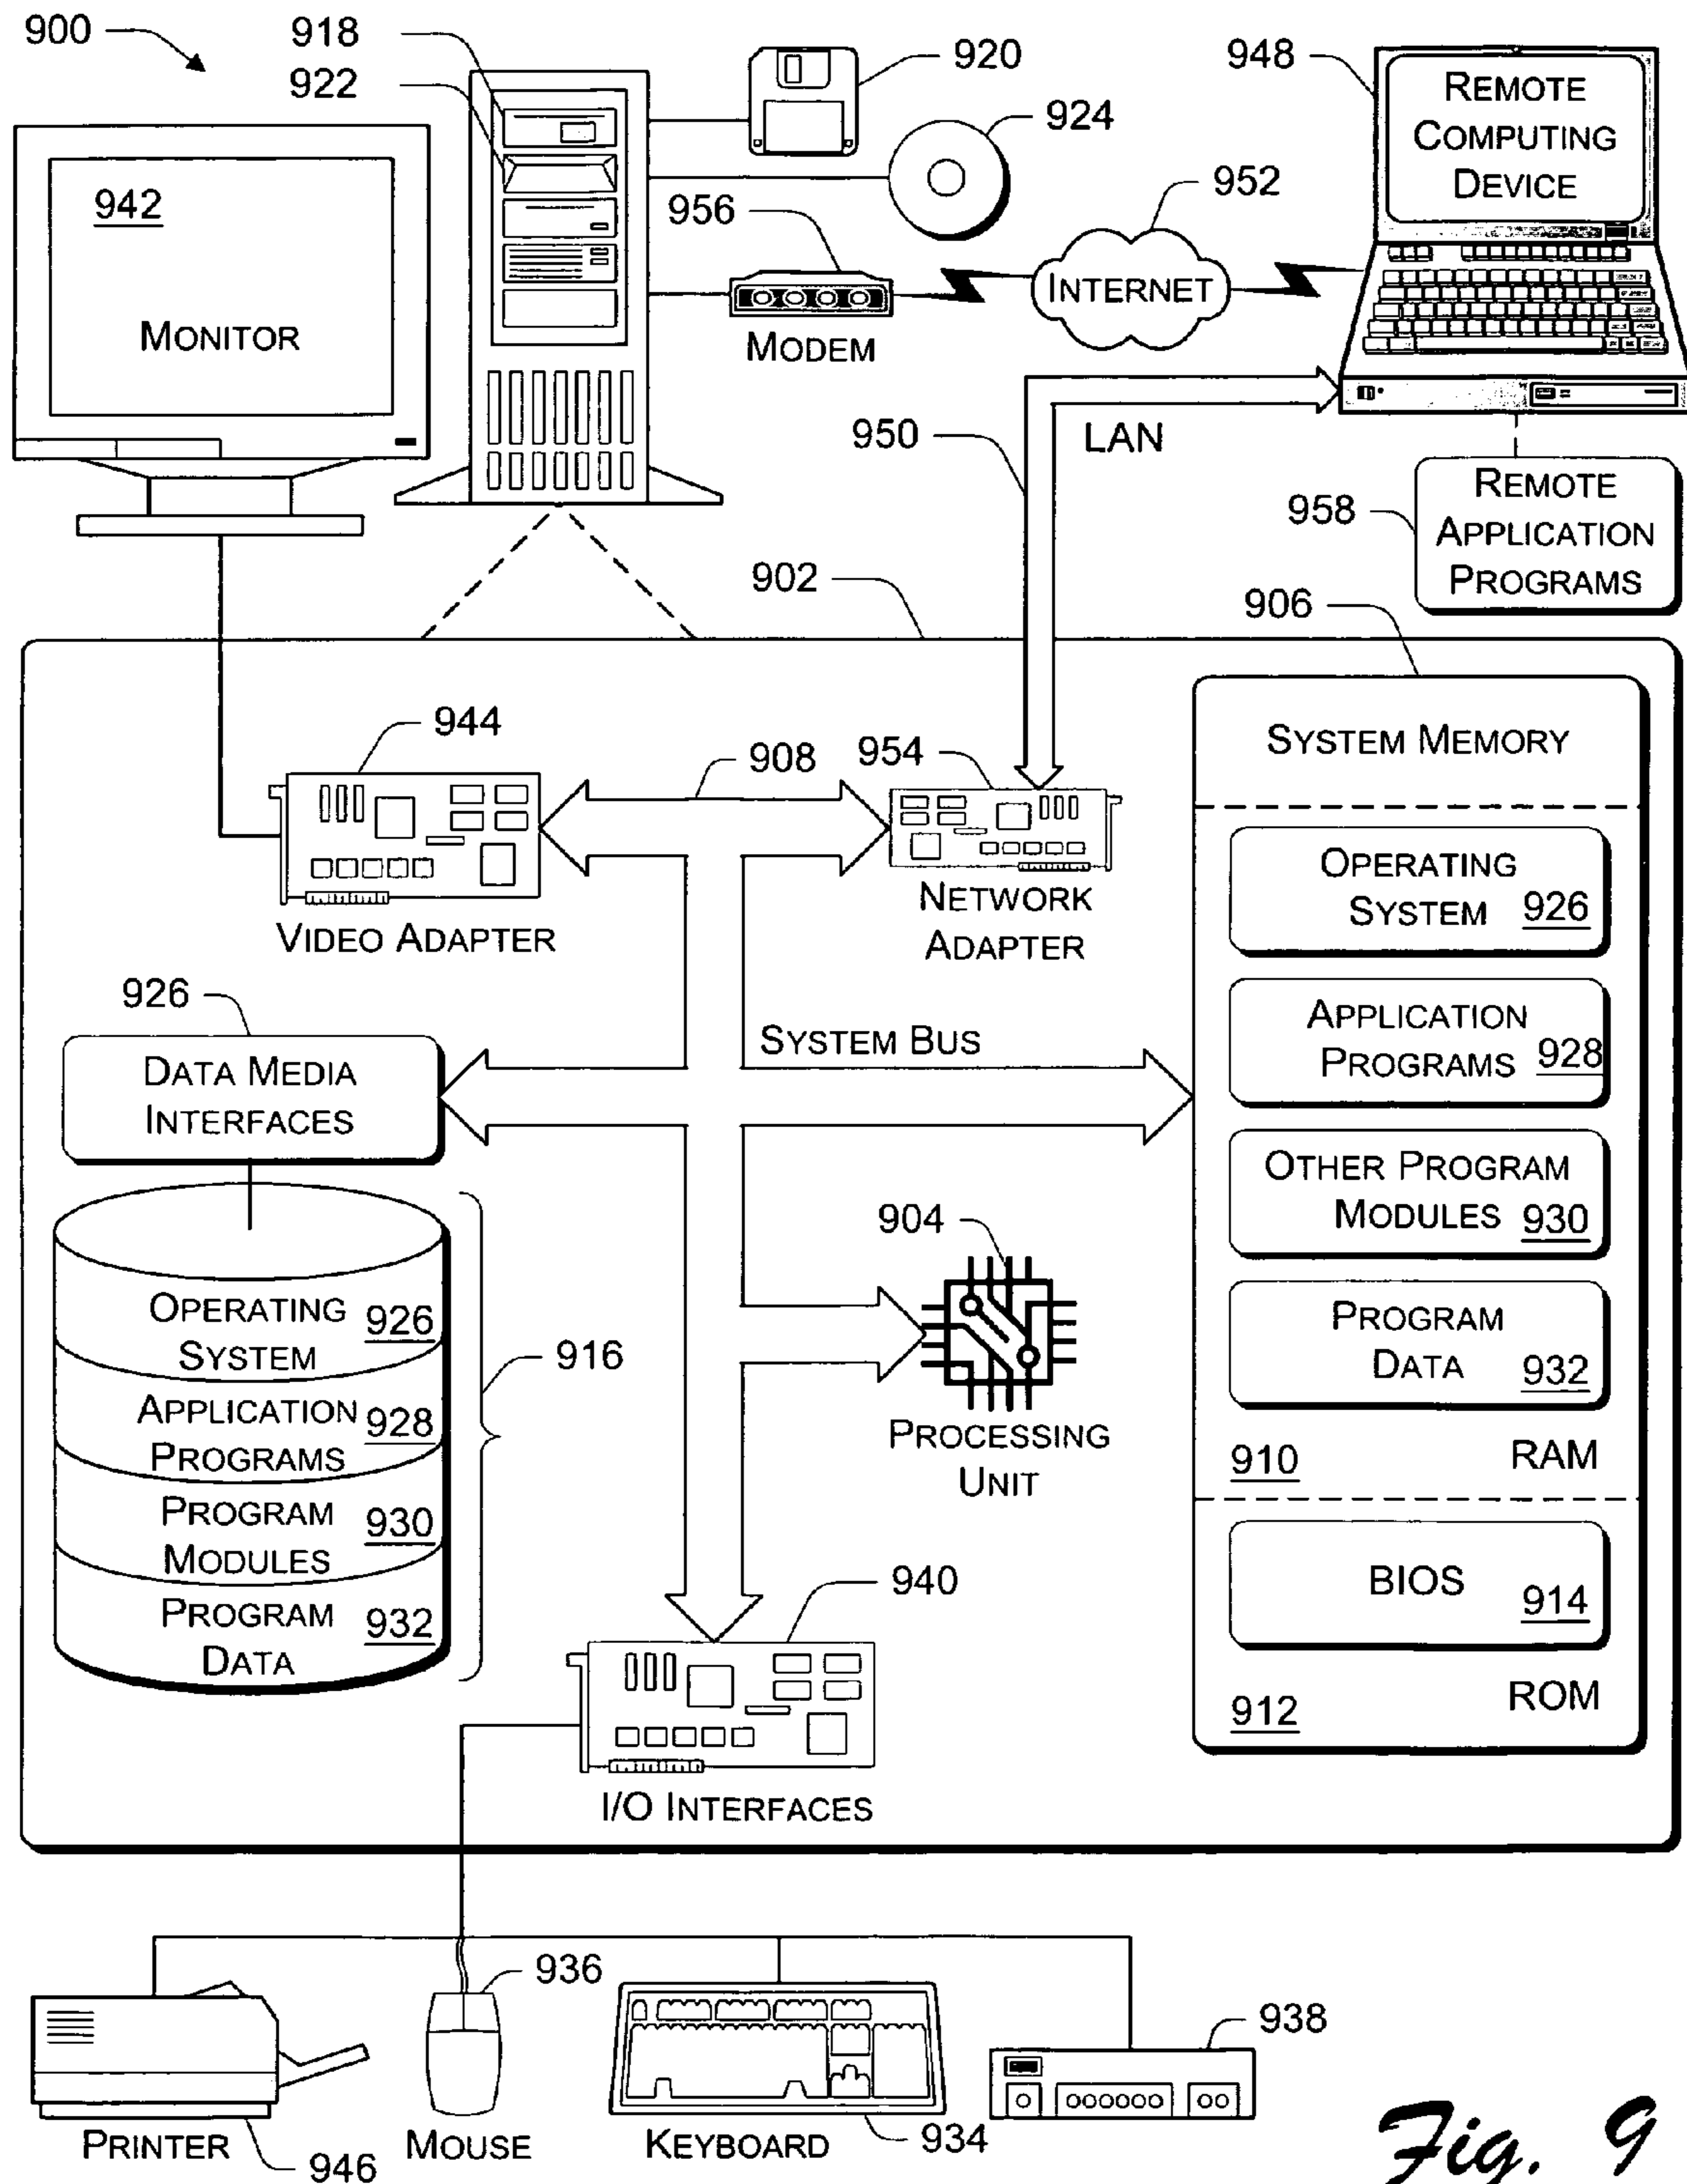 900
918
922
920
924
948
REMOTE
COMPUTING
DEVICE
942
MONITOR
956
952
INTERNET
MODEM
950
LAN
958
REMOTE
APPLICATION
PROGRAMS
902
906
944
908
954
SYSTEM MEMORY
VIDEO ADAPTER
NETWORK
ADAPTER
OPERATING
SYSTEM 926
926
DATA MEDIA
INTERFACES
SYSTEM BUS
APPLICATION
PROGRAMS 928
OTHER PROGRAM
MODULES 930
904
PROCESSING
UNIT
PROGRAM
DATA 932
910 RAM
OPERATING
SYSTEM 926
APPLICATION
PROGRAMS 928
PROGRAM
MODULES 930
PROGRAM
DATA 932
916
BIOS 914
912 ROM
940
I/O INTERFACES
936
938
PRINTER
946
MOUSE
KEYBOARD
934
Fig. 9